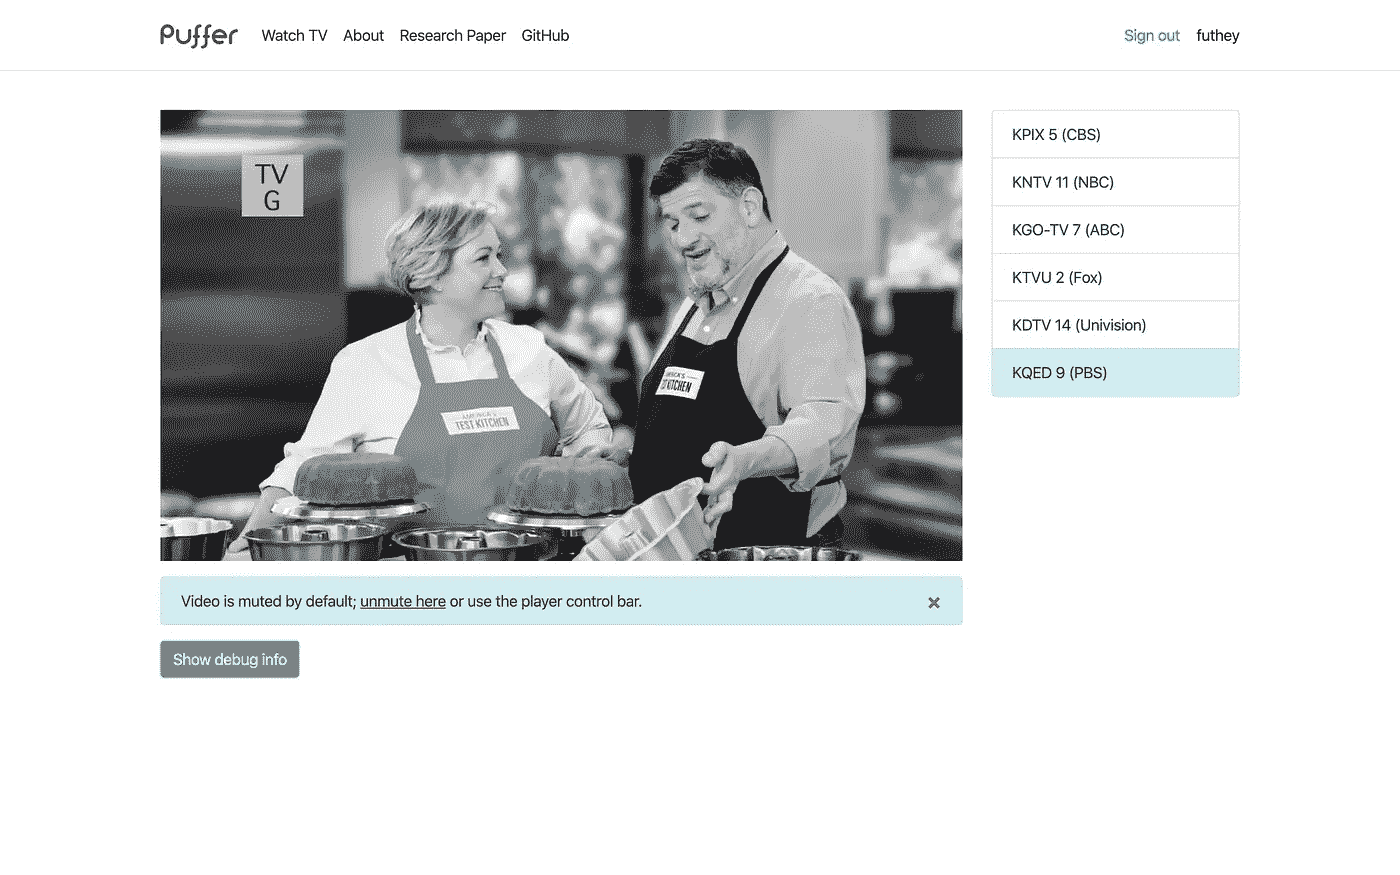 Puffer Watch TV About Research Paper GitHub Sign out futhey
TV
G
AMERICA'S
TEST KITCHEN
KITCHEN
KPIX 5 (CBS)
KNTV 11 (NBC)
KGO-TV 7 (ABC)
KTVU 2 (Fox)
KDTV 14 (Univision)
KQED 9 (PBS)
Video is muted by default; unmute here or use the player control bar. ×
Show debug info